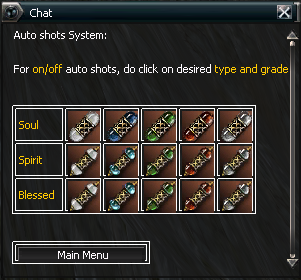 Chat
Auto shots System:
For on/off auto shots, do click on desired type and grade
Soul
Spirit
Blessed
Main Menu